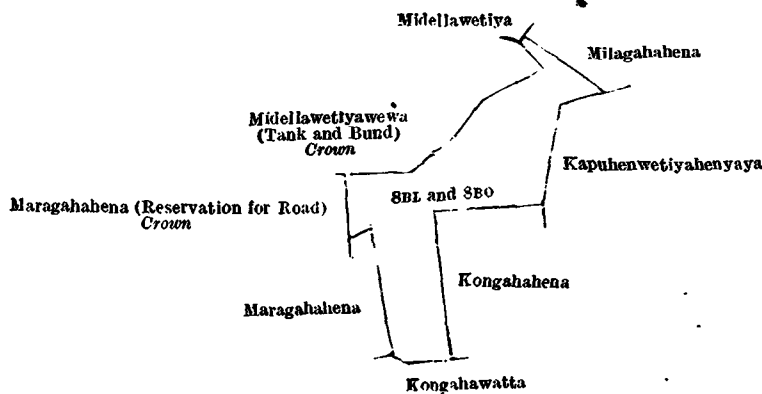 Midellawetiya
Milagahahena
Midellawetiyawewa
(Tank and Bund)
Crown
Kapuhenwetiyahenyaya
8BL and 8BO
Maragahahena (Reservation for Road)
Crown
Kongahahena
Maragahahena
Kongahawatta